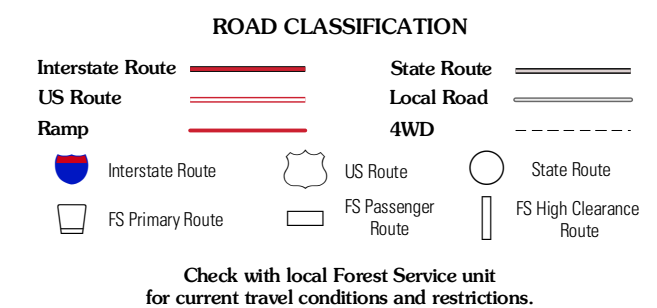 ROAD CLASSIFICATION
Interstate Route
State Route
US Route
Local Road
Ramp
4WD
Interstate Route
US Route
State Route
FS Primary Route
FS Passenger
Route
FS High Clearance
Route
Check with local Forest Service unit
for current travel conditions and restrictions.